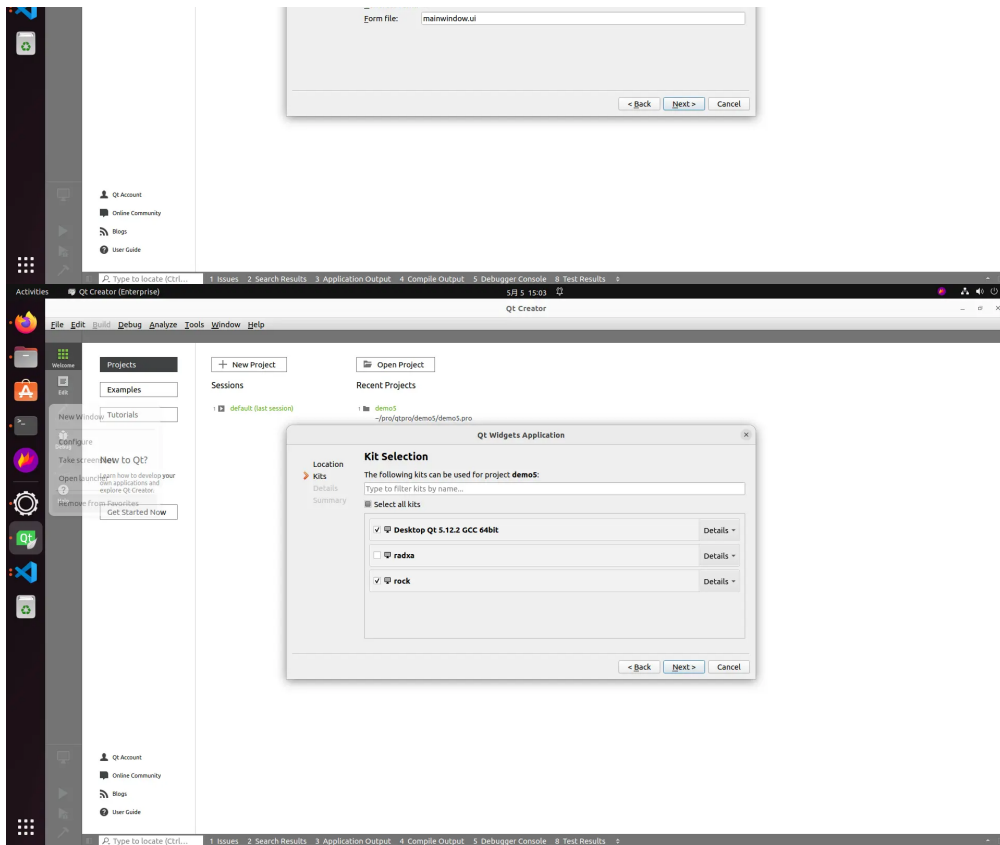 Form file: mainwindow.ui
< Back Next > Cancel
Qt Account
Online Community
Blogs
User Guide
Type to locate (Ctrl... 1 Issues 2 Search Results 3 Application Output 4 Compile Output 5 Debugger Console 8 Test Results
Activities Qt Creator (Enterprise) 5月 5 15:03
Qt Creator
File Edit Build Debug Analyze Tools Window Help
Welcome
Projects
+ New Project
Open Project
Edit
Examples
Sessions
Recent Projects
New Window
Tutorials
1 default (last session)
1 demo5
~/pro/qtpro/demo5/demo5.pro
Configure
Take screenshot
New to Qt?
Open launcher
Learn how to develop your
own applications and
explore Qt Creator.
Remove from Favorites
Get Started Now
Qt Widgets Application
Location
Kits
Details
Summary
Kit Selection
The following kits can be used for project demo5:
Type to filter kits by name...
Select all kits
Desktop Qt 5.12.2 GCC 64bit Details
radxa Details
rock Details
< Back Next > Cancel
Qt Account
Online Community
Blogs
User Guide
Type to locate (Ctrl... 1 Issues 2 Search Results 3 Application Output 4 Compile Output 5 Debugger Console 8 Test Results